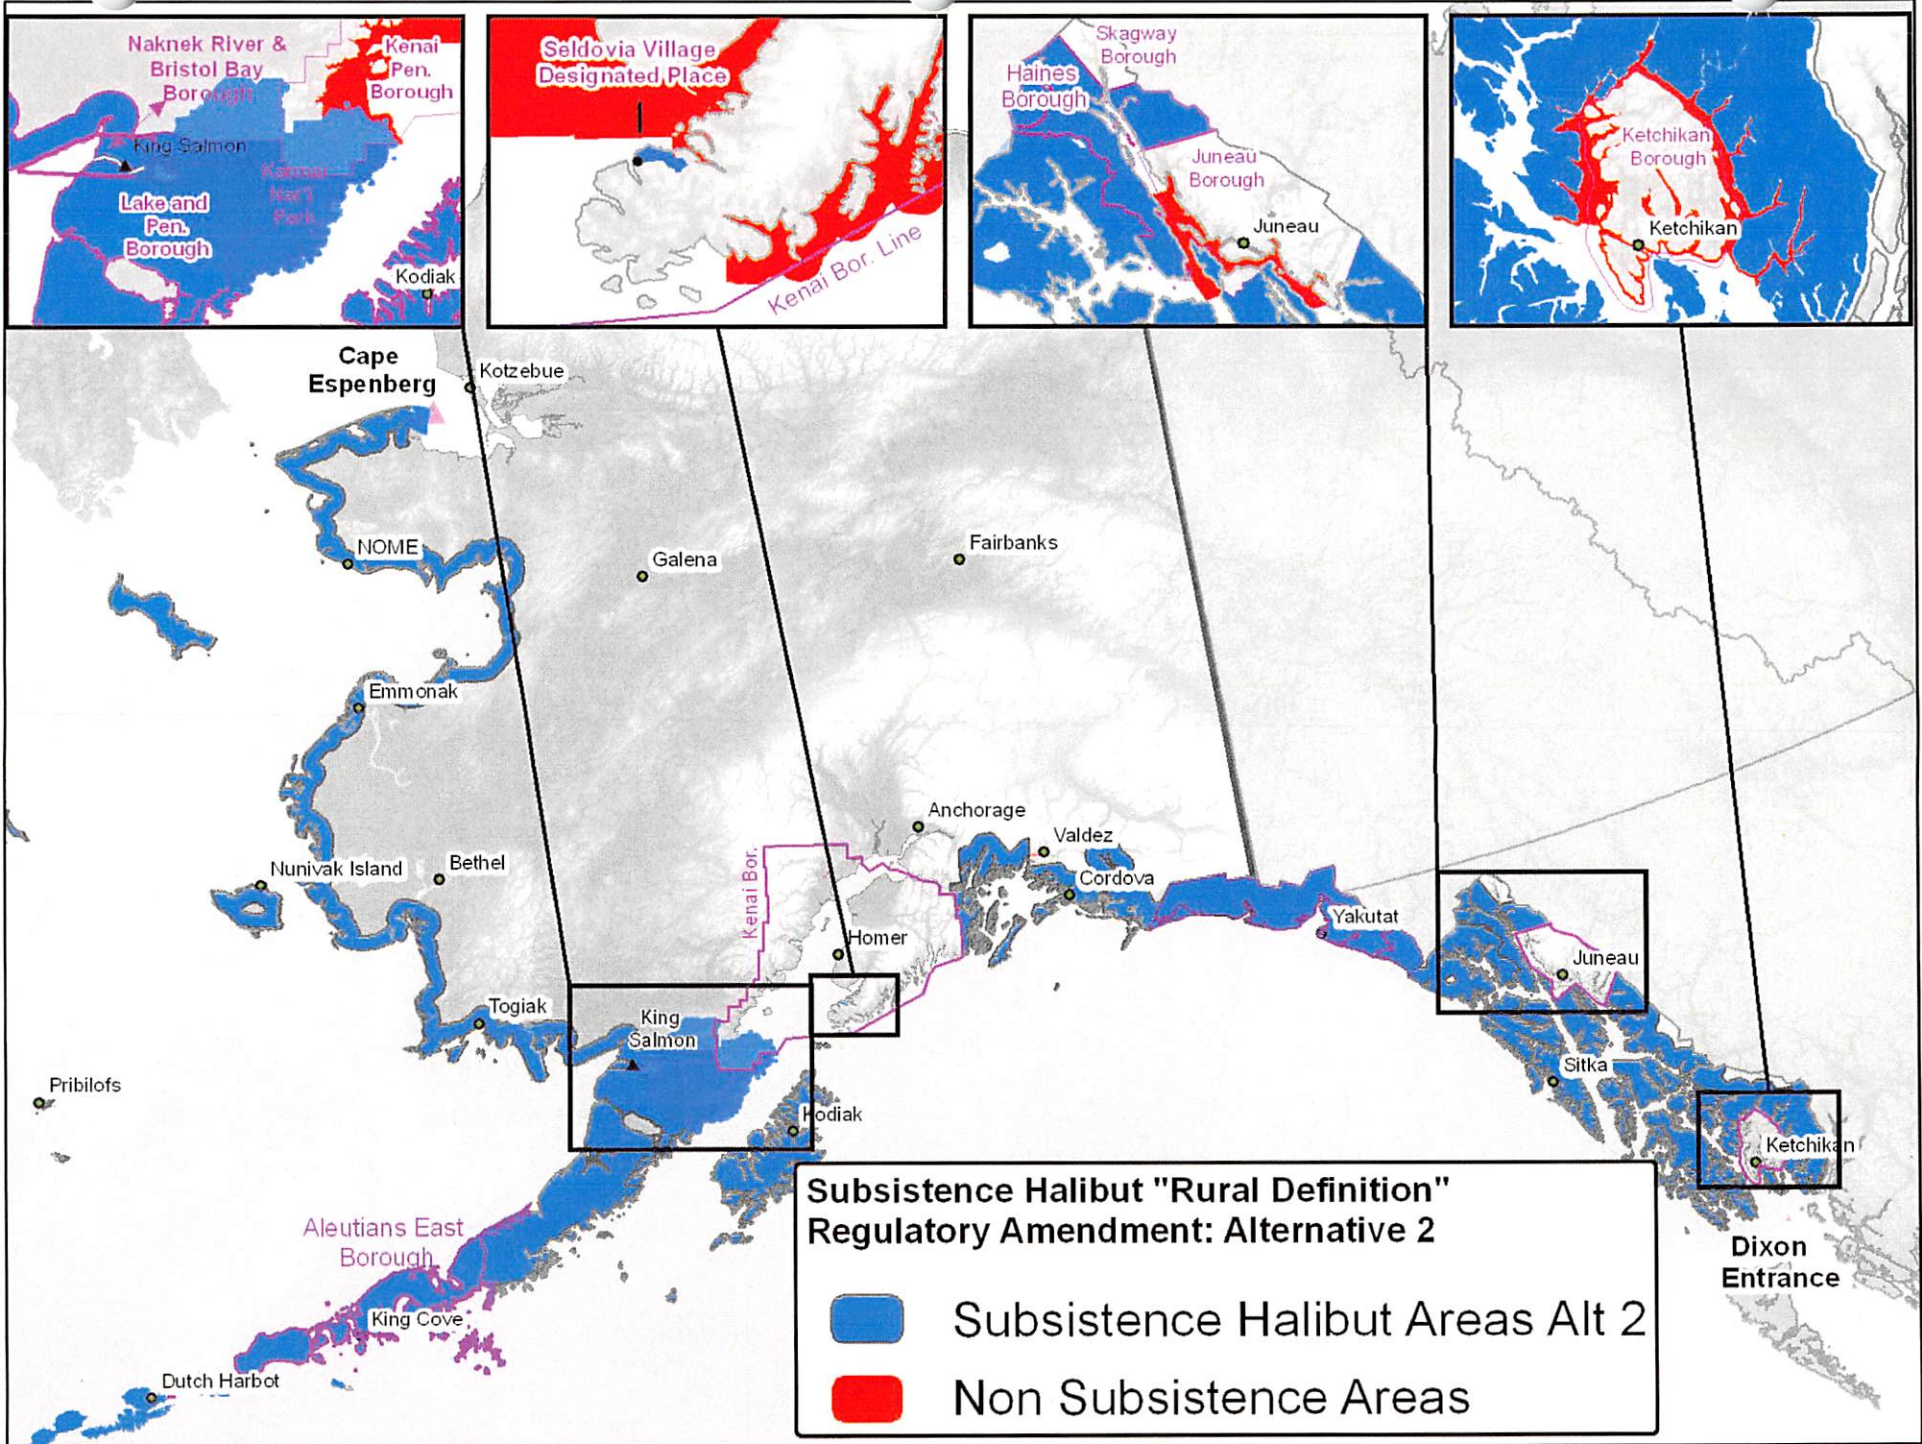 Naknek River &
Bristol Bay
Borough
Kenai
Pen.
Borough
King Salmon
Katmai
Nat'l
Park
Lake and
Pen.
Borough
Kodiak
Seldovia Village
Designated Place
Kenai Bor. Line
Skagway
Borough
Haines
Borough
Juneau
Borough
Juneau
Ketchikan
Borough
Ketchikan
Cape
Espenberg
Kotzebue
NOME
Galena
Fairbanks
Emmonak
Nunivak Island
Bethel
Anchorage
Valdez
Cordova
Kenai Bor.
Homer
Yakutat
Juneau
Togiak
King
Salmon
Sitka
Pribilofs
Kodiak
Ketchikan
Aleutians East
Borough
King Cove
Dutch Harbot
Dixon
Entrance
Subsistence Halibut "Rural Definition"
Regulatory Amendment: Alternative 2
Subsistence Halibut Areas Alt 2
Non Subsistence Areas